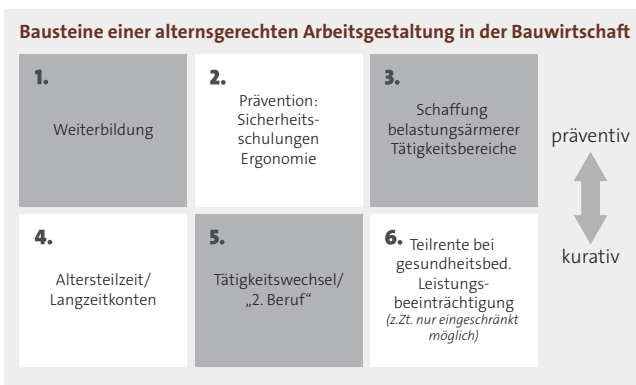 Bausteine einer alternsgerechten Arbeitsgestaltung in der Bauwirtschaft
1.
Weiterbildung
2.
Prävention:
Sicherheits-
schulungen
Ergonomie
3.
Schaffung
belastungsärmerer
Tätigkeitsbereiche
präventiv
4.
Altersteilzeit/
Langzeitkonten
5.
Tätigkeitswechsel/
„2. Beruf“
6. Teilrente bei
gesundheitsbed.
Leistungs-
beeinträchtigung
(z.Zt. nur eingeschränkt
möglich)
kurativ